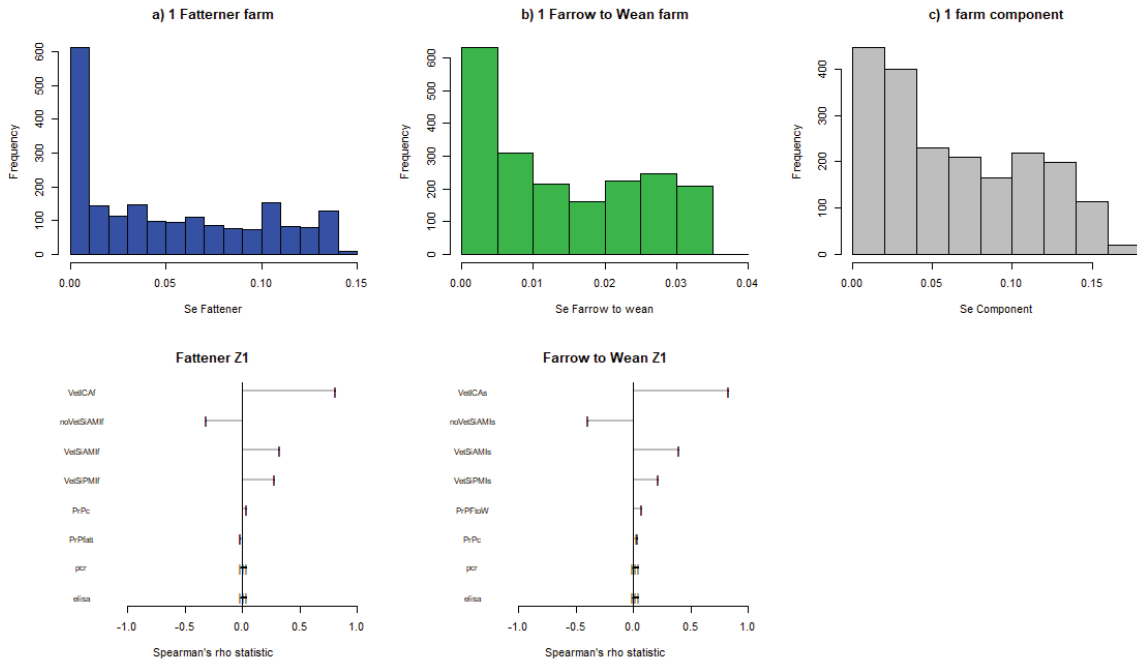 a) 1 Fatterner farm
b) 1 Farrow to Wean farm
c) 1 farm component
Frequency
0 100 200 300 400 500 600
0.00 0.05 0.10 0.15
Se Fattener
Frequency
0 100 200 300 400 500 600
0.00 0.01 0.02 0.03 0.04
Se Farrow to wean
Frequency
0 100 200 300 400
0.00 0.05 0.10 0.15
Se Component
Fattener Z1
VetICAf
noVetSiAMIf
VetSiAMIf
VetSiPMIf
PrPc
PrPfatt
pcr
elisa
-1.0 -0.5 0.0 0.5 1.0
Spearman's rho statistic
Farrow to Wean Z1
VetICAs
noVetSiAMIs
VetSiAMIs
VetSiPMIs
PrPFtoW
PrPc
pcr
elisa
-1.0 -0.5 0.0 0.5 1.0
Spearman's rho statistic